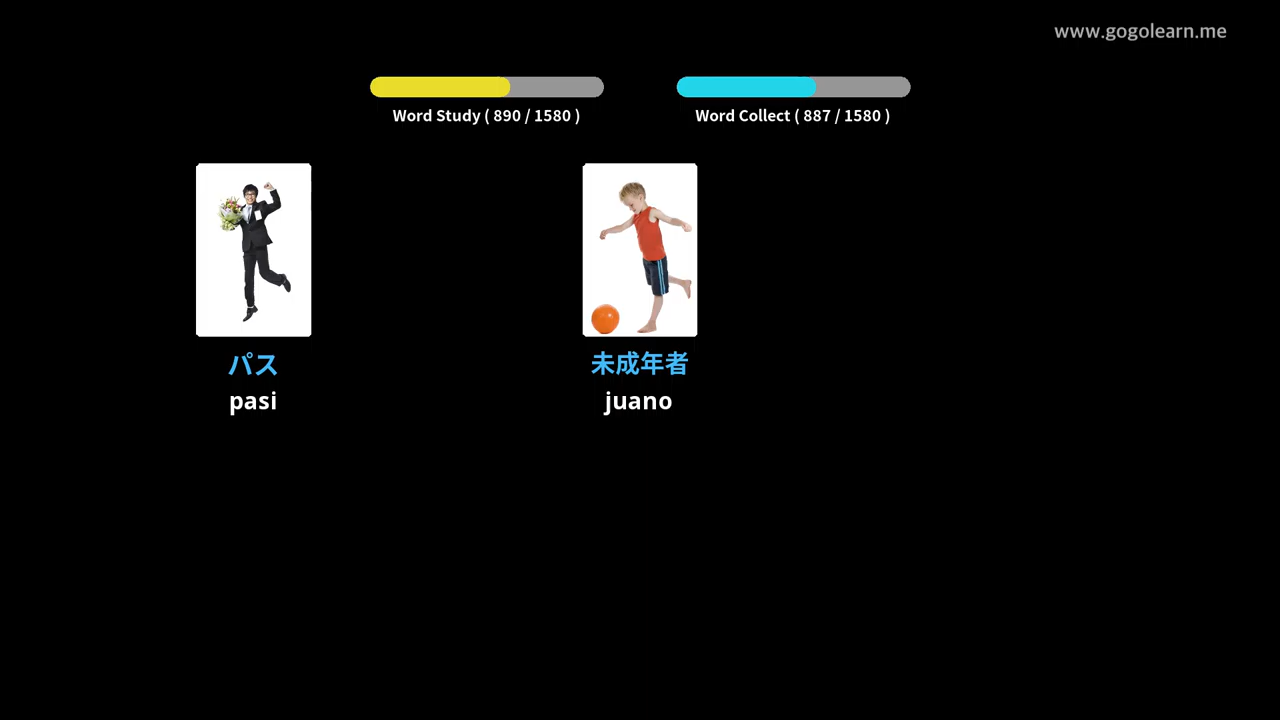 www.gogolearn.me
Word Study ( 890 / 1580 )
Word Collect ( 887 / 1580 )
パス
pasi
未成年者
juano